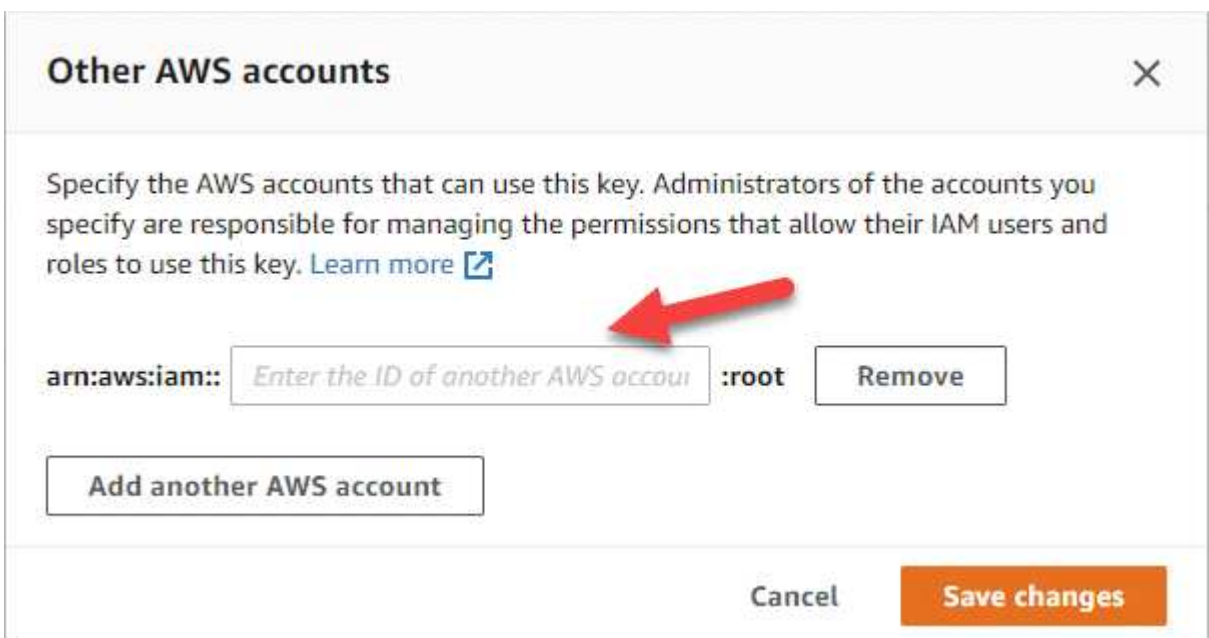 Other AWS accounts
Specify the AWS accounts that can use this key. Administrators of the accounts you
specify are responsible for managing the permissions that allow their IAM users and
roles to use this key. Learn more
arn:aws:iam:: Enter the ID of another AWS accou :root Remove
Add another AWS account
Cancel Save changes